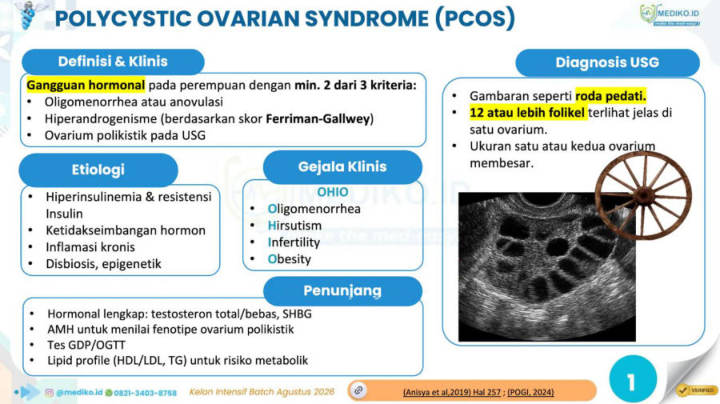 POLYCYSTIC OVARIAN SYNDROME (PCOS)
MEDIKO.ID
Definisi & Klinis
Gangguan hormonal pada perempuan dengan min. 2 dari 3 kriteria:
• Oligomenorrhea atau anovulasi
• Hiperandrogenisme (berdasarkan skor Ferriman-Gallwey)
• Ovarium polikistik pada USG
Diagnosis USG
• Gambaran seperti roda pedati.
• 12 atau lebih folikel terlihat jelas di
satu ovarium.
• Ukuran satu atau kedua ovarium
membesar.
Etiologi
• Hiperinsulinemia & resistensi
Insulin
• Ketidakseimbangan hormon
• Inflamasi kronis
• Disbiosis, epigenetik
Gejala Klinis
OHIO
• Oligomenorrhea
• Hirsutism
• Infertility
• Obesity
MEDIKO.ID
Penunjang
• Hormonal lengkap: testosteron total/bebas, SHBG
• AMH untuk menilai fenotipe ovarium polikistik
• Tes GDP/OGTT
• Lipid profile (HDL/LDL, TG) untuk risiko metabolik
@mediko.id 0821-3403-8758
Kelan Intensif Batch Agustus 2026
(Anisya et al,2019) Hal 257 ; (POGI, 2024)
1
VERIFIED